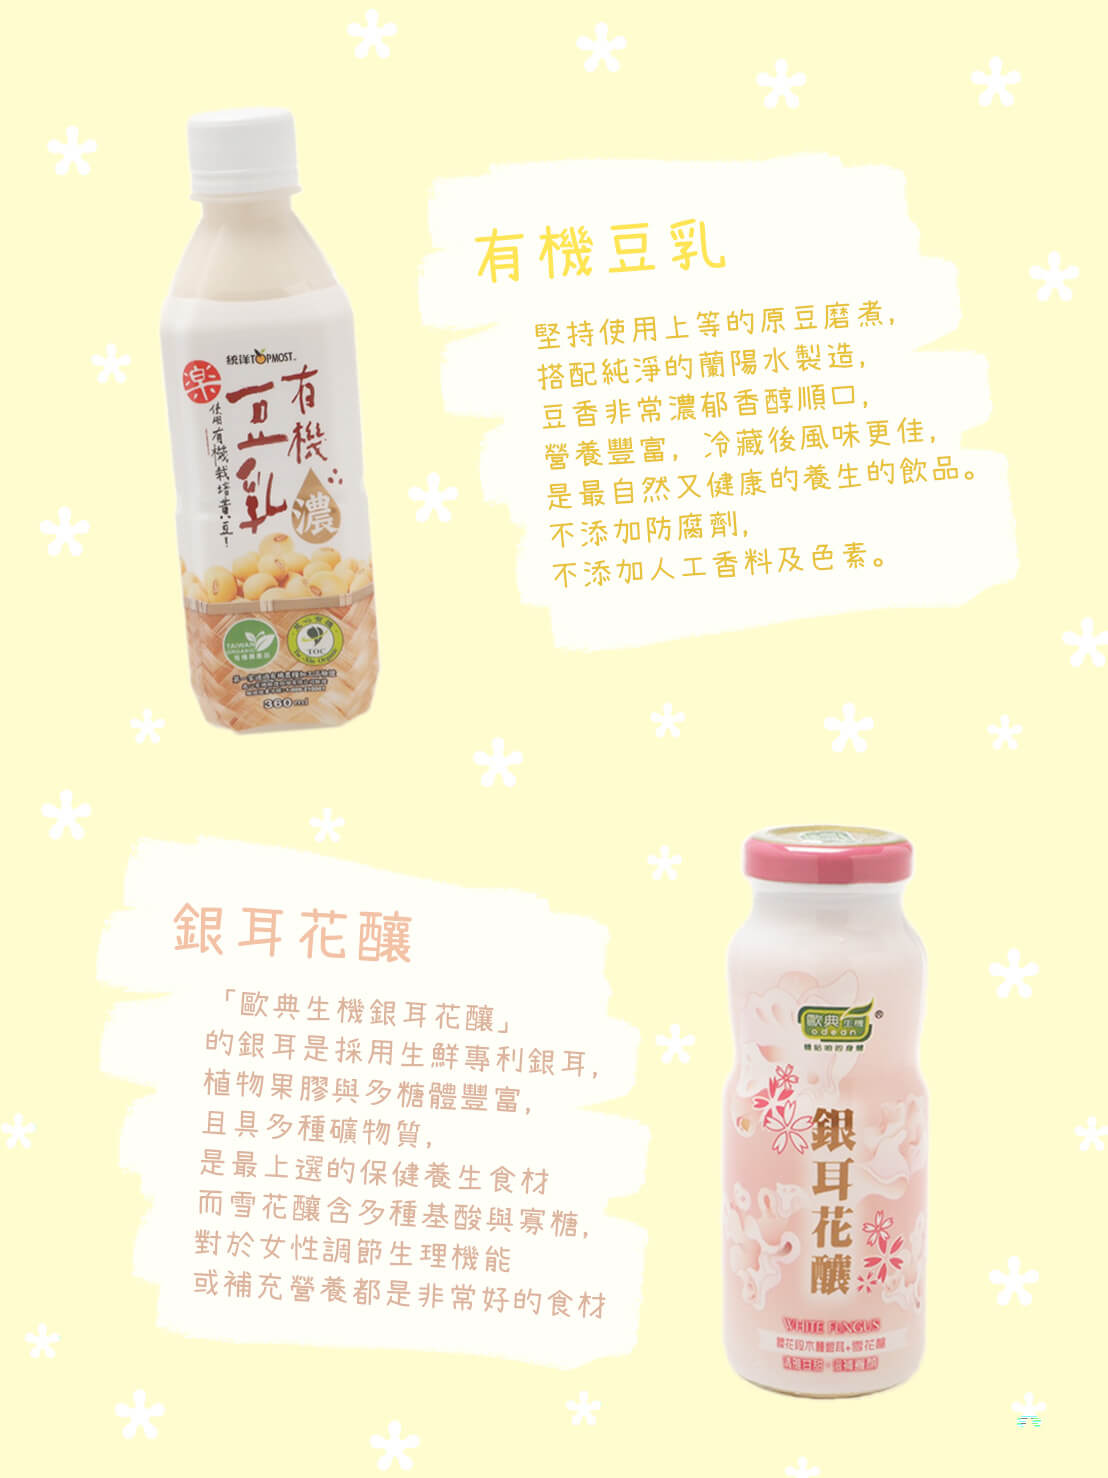 有機豆乳
堅持使用上等的原豆磨煮,
搭配純淨的蘭陽水製造,
豆香非常濃郁香醇順口,
營養豐富, 冷藏後風味更佳,
是最自然又健康的養生的飲品。
不添加防腐劑,
不添加人工香料及色素。
統洋TOPMOST
楽
有機
豆乳
濃
使用有機栽培黃豆!
TAIWAN
ORGANIC
有機農產品
TOC
360ml
銀耳花釀
「歐典生機銀耳花釀」
的銀耳是採用生鮮專利銀耳,
植物果膠與多糖體豐富,
且具多種礦物質,
是最上選的保健養生食材
而雪花釀含多種基酸與寡糖,
對於女性調節生理機能
或補充營養都是非常好的食材
歐典生機
odean
®
銀耳花釀
WHITE FUNGUS